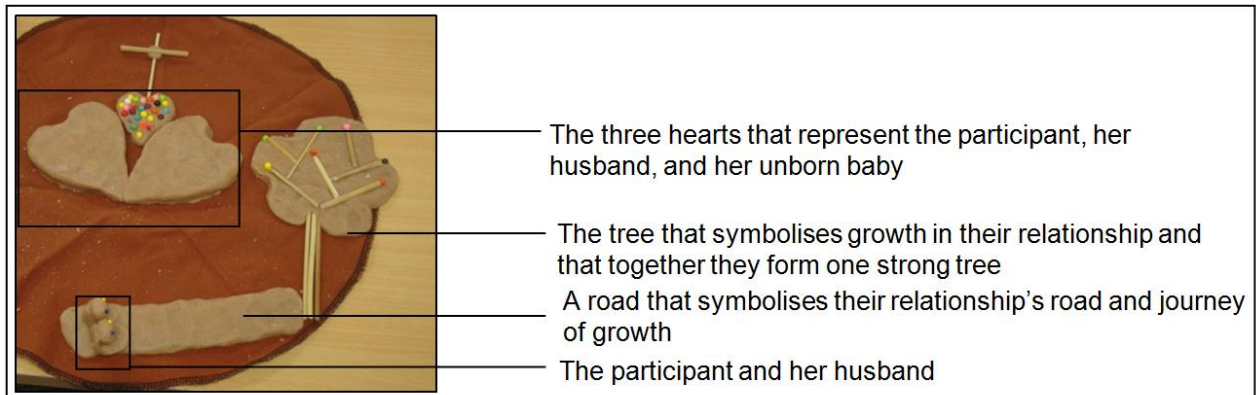 The three hearts that represent the participant, her
husband, and her unborn baby
The tree that symbolises growth in their relationship and
that together they form one strong tree
A road that symbolises their relationship's road and journey
of growth
The participant and her husband